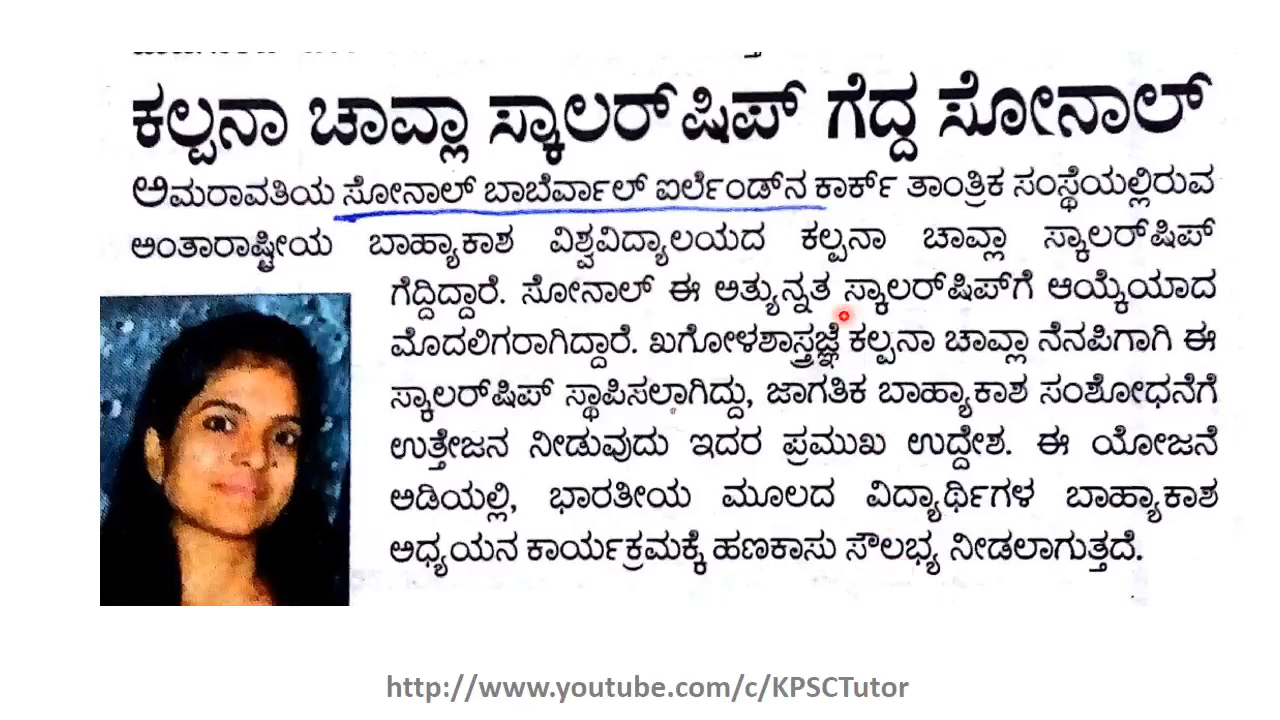 ಕಲ್ಪನಾ ಚಾವ್ಲಾ ಸ್ಕಾಲರ್‌ಷಿಪ್ ಗೆದ್ದ ಸೋನಾಲ್
ಅಮರಾವತಿಯ ಸೋನಾಲ್ ಬಾಬೆರ್ವಾಲ್ ಐರ್ಲೆಂಡ್‌ನ ಕಾರ್ಕ್ ತಾಂತ್ರಿಕ ಸಂಸ್ಥೆಯಲ್ಲಿರುವ
ಅಂತಾರಾಷ್ಟ್ರೀಯ ಬಾಹ್ಯಾಕಾಶ ವಿಶ್ವವಿದ್ಯಾಲಯದ ಕಲ್ಪನಾ ಚಾವ್ಲಾ ಸ್ಕಾಲರ್‌ಷಿಪ್
ಗೆದ್ದಿದ್ದಾರೆ. ಸೋನಾಲ್ ಈ ಅತ್ಯುನ್ನತ ಸ್ಕಾಲರ್‌ಷಿಪ್‌ಗೆ ಆಯ್ಕೆಯಾದ
ಮೊದಲಿಗರಾಗಿದ್ದಾರೆ. ಖಗೋಳಶಾಸ್ತ್ರಜ್ಞೆ ಕಲ್ಪನಾ ಚಾವ್ಲಾ ನೆನಪಿಗಾಗಿ ಈ
ಸ್ಕಾಲರ್‌ಷಿಪ್ ಸ್ಥಾಪಿಸಲಾಗಿದ್ದು, ಜಾಗತಿಕ ಬಾಹ್ಯಾಕಾಶ ಸಂಶೋಧನೆಗೆ
ಉತ್ತೇಜನ ನೀಡುವುದು ಇದರ ಪ್ರಮುಖ ಉದ್ದೇಶ. ಈ ಯೋಜನೆ
ಅಡಿಯಲ್ಲಿ, ಭಾರತೀಯ ಮೂಲದ ವಿದ್ಯಾರ್ಥಿಗಳ ಬಾಹ್ಯಾಕಾಶ
ಅಧ್ಯಯನ ಕಾರ್ಯಕ್ರಮಕ್ಕೆ ಹಣಕಾಸು ಸೌಲಭ್ಯ ನೀಡಲಾಗುತ್ತದೆ.
http://www.youtube.com/c/KPSCTutor